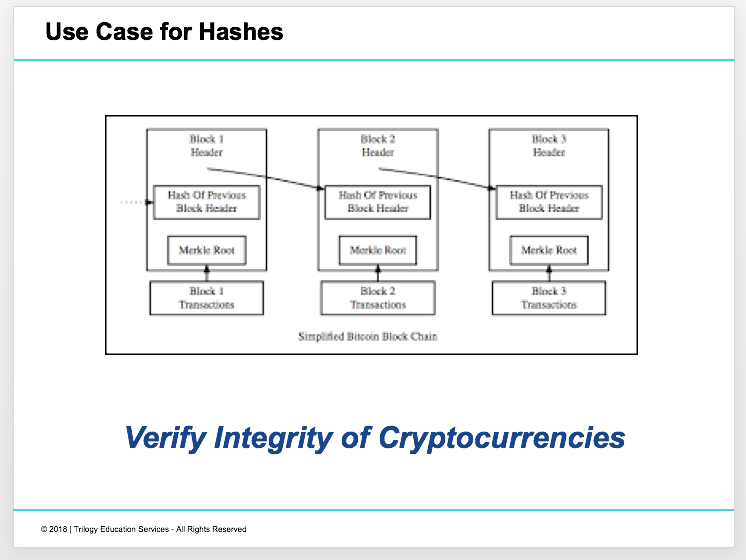 Use Case for Hashes
Block 1
Header
Block 2
Header
Block 3
Header
Hash Of Previous
Block Header
Hash Of Previous
Block Header
Hash Of Previous
Block Header
Merkle Root
Merkle Root
Merkle Root
Block 1
Transactions
Block 2
Transactions
Block 3
Transactions
Simplified Bitcoin Block Chain
Verify Integrity of Cryptocurrencies
© 2018 | Trilogy Education Services - All Rights Reserved